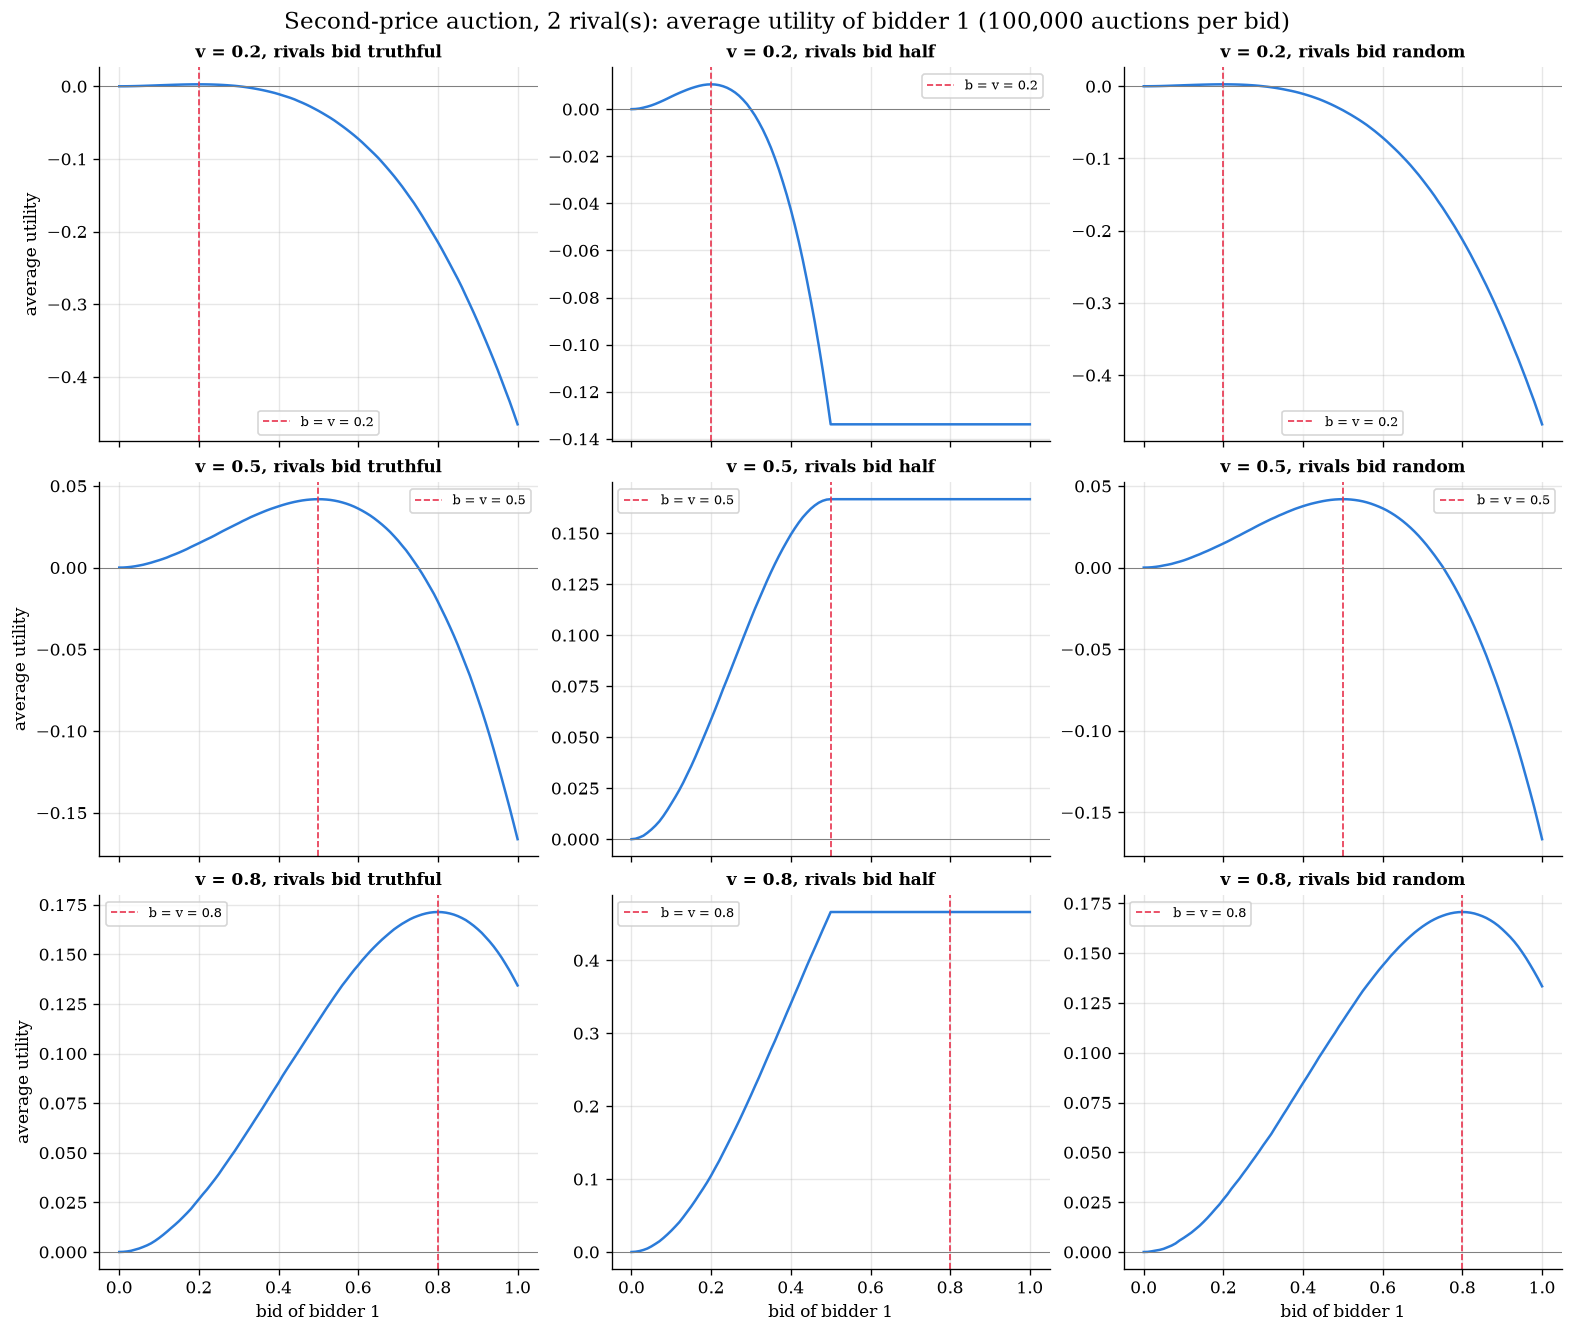 Second-price auction, 2 rival(s): average utility of bidder 1 (100,000 auctions per bid)
v = 0.2, rivals bid truthful
average utility
0.0
−0.1
−0.2
−0.3
−0.4
b = v = 0.2
v = 0.2, rivals bid half
0.00
−0.02
−0.04
−0.06
−0.08
−0.10
−0.12
−0.14
b = v = 0.2
v = 0.2, rivals bid random
0.0
−0.1
−0.2
−0.3
−0.4
b = v = 0.2
v = 0.5, rivals bid truthful
average utility
0.05
0.00
−0.05
−0.10
−0.15
b = v = 0.5
v = 0.5, rivals bid half
0.150
0.125
0.100
0.075
0.050
0.025
0.000
b = v = 0.5
v = 0.5, rivals bid random
0.05
0.00
−0.05
−0.10
−0.15
b = v = 0.5
v = 0.8, rivals bid truthful
average utility
0.175
0.150
0.125
0.100
0.075
0.050
0.025
0.000
b = v = 0.8
0.0 0.2 0.4 0.6 0.8 1.0
bid of bidder 1
v = 0.8, rivals bid half
0.4
0.3
0.2
0.1
0.0
b = v = 0.8
0.0 0.2 0.4 0.6 0.8 1.0
bid of bidder 1
v = 0.8, rivals bid random
0.175
0.150
0.125
0.100
0.075
0.050
0.025
0.000
b = v = 0.8
0.0 0.2 0.4 0.6 0.8 1.0
bid of bidder 1